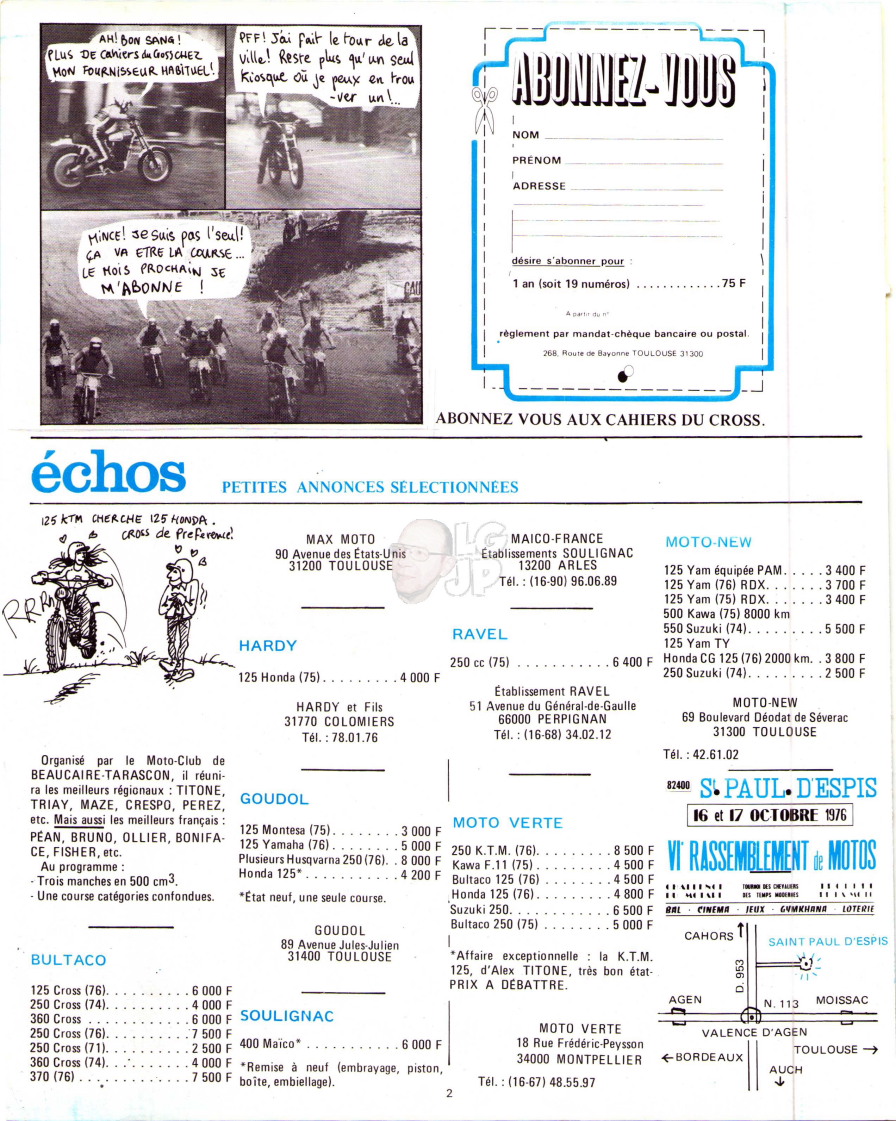 AH! BON SANG!
PLUS DE Cahiers du Cross CHEZ
MON FOURNISSEUR HABITUEL!
PFF! J'ai fait le tour de la
ville! Reste plus qu'un seul
Kiosque où je peux en trou
-ver un!...
MINCE! Je suis pas l'seul!
ÇA VA ETRE LA COURSE...
LE MOIS PROCHAIN JE
M'ABONNE !
ABONNEZ-VOUS
NOM
PRÉNOM
ADRESSE
désire s'abonner pour :
1 an (soit 19 numéros) . . . . . . . . . . . . . 75 F
A partir du n°
règlement par mandat-chèque bancaire ou postal.
268, Route de Bayonne TOULOUSE 31300
ABONNEZ VOUS AUX CAHIERS DU CROSS.
échos
PETITES ANNONCES SÉLECTIONNÉES
125 KTM CHERCHE 125 HONDA.
CROSS de Preference!
RRRR
Organisé par le Moto-Club de
BEAUCAIRE-TARASCON, il réuni-
ra les meilleurs régionaux : TITONE,
TRIAY, MAZE, CRESPO, PEREZ,
etc. Mais aussi les meilleurs français :
PÉAN, BRUNO, OLLIER, BONIFA-
CE, FISHER, etc.
Au programme :
- Trois manches en 500 cm3.
- Une course catégories confondues.
BULTACO
125 Cross (76). . . . . . . . . . 6 000 F
250 Cross (74). . . . . . . . . . 4 000 F
360 Cross . . . . . . . . . . . . 6 000 F
250 Cross (76). . . . . . . . . . 7 500 F
250 Cross (71). . . . . . . . . . 2 500 F
360 Cross (74). . . . . . . . . . 4 000 F
370 (76) . . . . . . . . . . . . 7 500 F
MAX MOTO
90 Avenue des États-Unis
31200 TOULOUSE
HARDY
125 Honda (75). . . . . . . . . 4 000 F
HARDY et Fils
31770 COLOMIERS
Tél. : 78.01.76
GOUDOL
125 Montesa (75). . . . . . . . 3 000 F
125 Yamaha (76) . . . . . . . . 5 000 F
Plusieurs Husqvarna 250 (76). . 8 000 F
Honda 125* . . . . . . . . . . . 4 200 F
*État neuf, une seule course.
GOUDOL
89 Avenue Jules-Julien
31400 TOULOUSE
SOULIGNAC
400 Maïco* . . . . . . . . . . . 6 000 F
*Remise à neuf (embrayage, piston,
boîte, embiellage).
LG
JP
MAICO-FRANCE
Établissements SOULIGNAC
13200 ARLES
Tél. : (16-90) 96.06.89
RAVEL
250 cc (75) . . . . . . . . . . . 6 400 F
Établissement RAVEL
51 Avenue du Général-de-Gaulle
66000 PERPIGNAN
Tél. : (16-68) 34.02.12
MOTO VERTE
250 K.T.M. (76). . . . . . . . . 8 500 F
Kawa F.11 (75) . . . . . . . . . 4 500 F
Bultaco 125 (76) . . . . . . . . 4 500 F
Honda 125 (76). . . . . . . . . 4 800 F
Suzuki 250. . . . . . . . . . . . 6 500 F
Bultaco 250 (75) . . . . . . . . 5 000 F
*Affaire exceptionnelle : la K.T.M.
125, d'Alex TITONE, très bon état-
PRIX A DÉBATTRE.
MOTO VERTE
18 Rue Frédéric-Peysson
34000 MONTPELLIER
Tél. : (16-67) 48.55.97
MOTO-NEW
125 Yam équipée PAM. . . . . 3 400 F
125 Yam (76) RDX. . . . . . . 3 700 F
125 Yam (75) RDX. . . . . . . 3 400 F
500 Kawa (75) 8000 km
550 Suzuki (74). . . . . . . . . 5 500 F
125 Yam TY
Honda CG 125 (76) 2000 km. . 3 800 F
250 Suzuki (74). . . . . . . . . 2 500 F
MOTO-NEW
69 Boulevard Déodat de Séverac
31300 TOULOUSE
Tél. : 42.61.02
82400 St. PAUL. D'ESPIS
16 et 17 OCTOBRE 1976
VIe RASSEMBLEMENT de MOTOS
TOURNOI DES CHEVALIERS
DES TEMPS MODERNES
BAL · CINEMA · JEUX · GYMKHANA · LOTERIE
CAHORS
SAINT PAUL D'ESPIS
D. 953
AGEN
N. 113
MOISSAC
VALENCE D'AGEN
←BORDEAUX
TOULOUSE →
AUCH
2